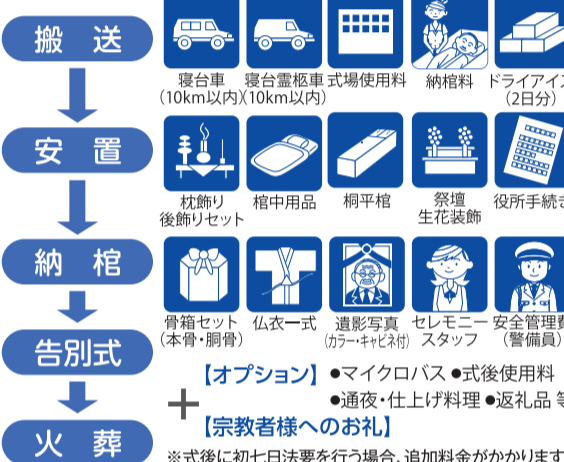 搬 送
安 置
納 棺
告別式
火 葬
寝台車
(10km以内)
寝台霊柩車
(10km以内)
式場使用料
納棺料
ドライアイス
(2日分)
枕飾り
後飾りセット
棺中用品
桐平棺
祭壇
生花装飾
役所手続き
骨箱セット
(本骨・胴骨)
仏衣一式
遺影写真
(カラー・キャビネ付)
セレモニー
スタッフ
安全管理費
(警備員)
+
【オプション】 ●マイクロバス ●式後使用料
●通夜・仕上げ料理 ●返礼品 等
【宗教者様へのお礼】
※式後に初七日法要を行う場合、追加料金がかかります